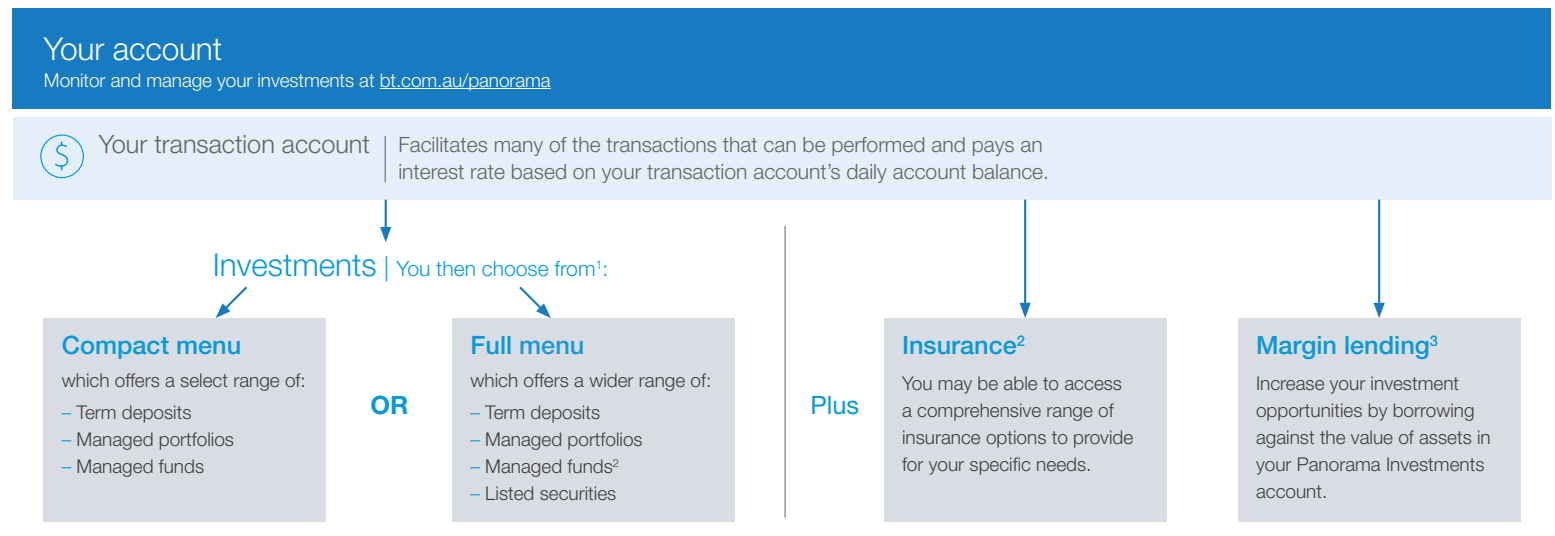 Your account
Monitor and manage your investments at bt.com.au/panorama
$
Your transaction account
Facilitates many of the transactions that can be performed and pays an
interest rate based on your transaction account’s daily account balance.
Investments | You then choose from¹:
Compact menu
which offers a select range of:
– Term deposits
– Managed portfolios
– Managed funds
OR
Full menu
which offers a wider range of:
– Term deposits
– Managed portfolios
– Managed funds²
– Listed securities
Plus
Insurance²
You may be able to access
a comprehensive range of
insurance options to provide
for your specific needs.
Margin lending³
Increase your investment
opportunities by borrowing
against the value of assets in
your Panorama Investments
account.